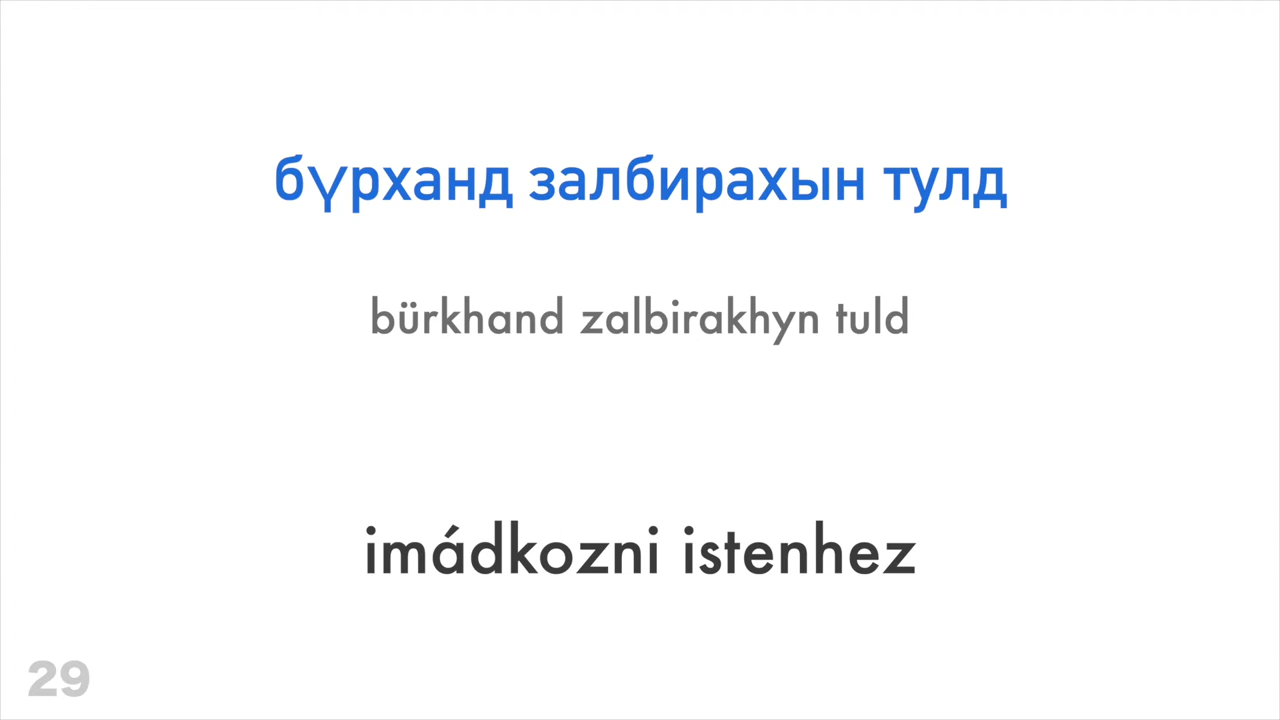 бүрханд залбирахын тулд
bürkhand zalbirakhyn tuld
imádkozni istenhez
29